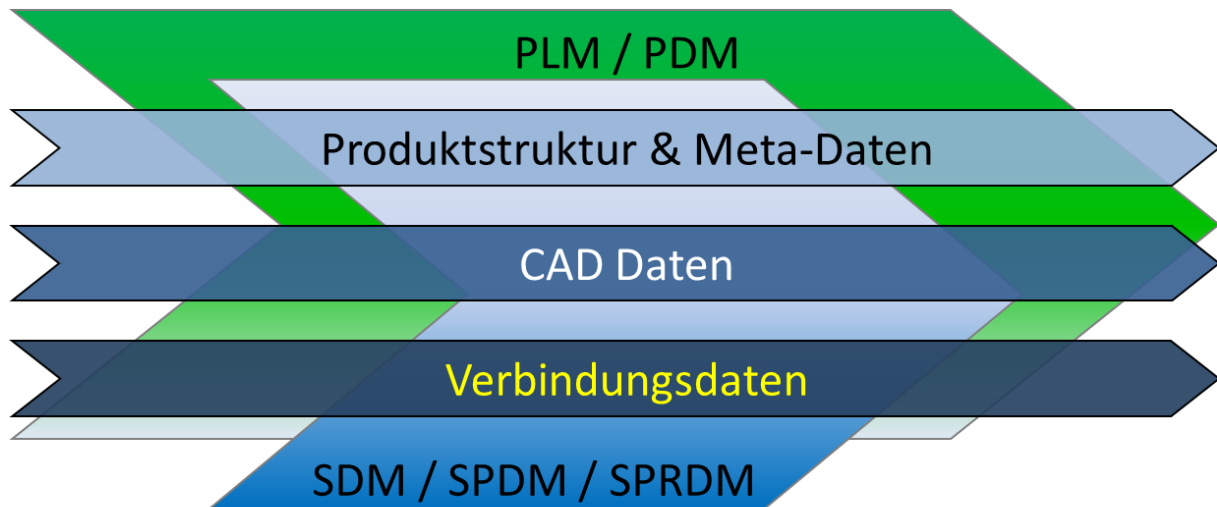 PLM / PDM
Produktstruktur & Meta-Daten
CAD Daten
Verbindungsdaten
SDM / SPDM / SPRDM